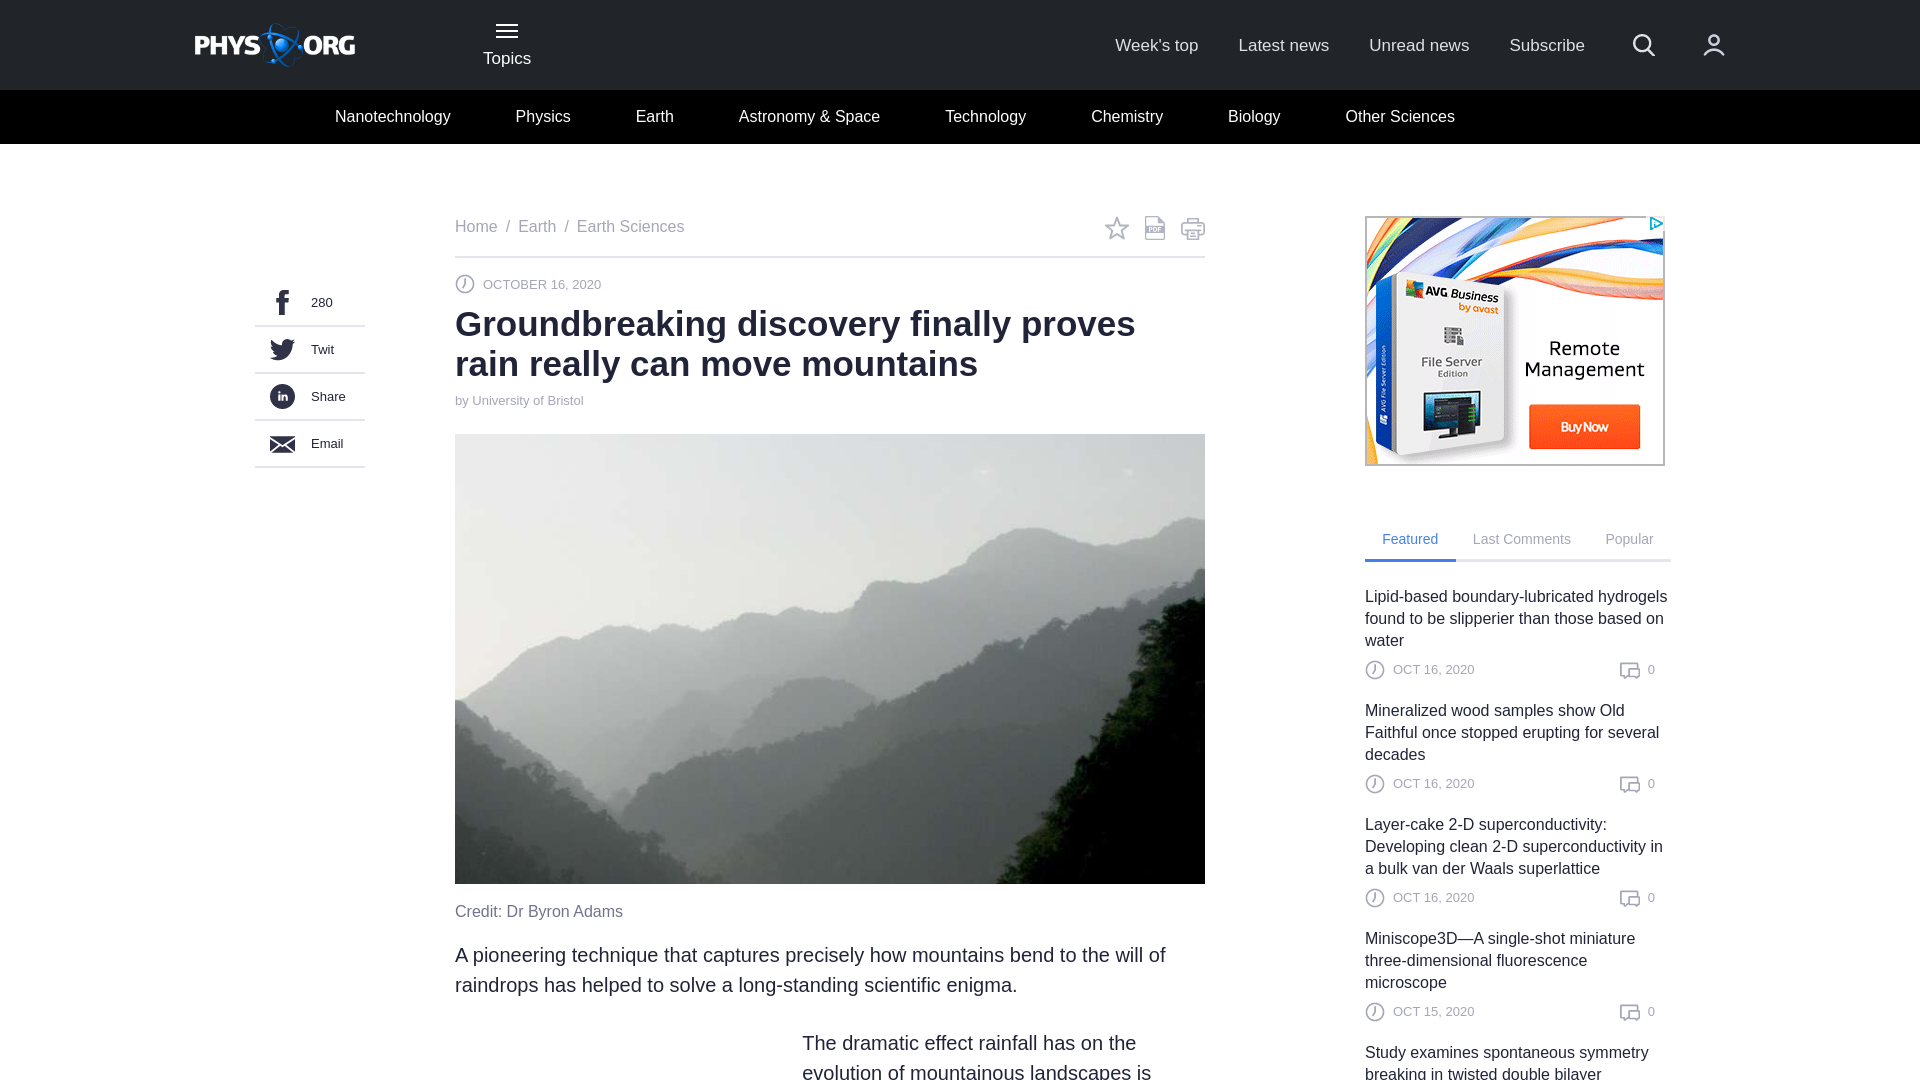 PHYS ORG
Topics
Week's top
Latest news
Unread news
Subscribe
Nanotechnology
Physics
Earth
Astronomy & Space
Technology
Chemistry
Biology
Other Sciences
Home / Earth / Earth Sciences
PDF
280
Twit
in Share
Email
OCTOBER 16, 2020
Groundbreaking discovery finally proves
rain really can move mountains
by University of Bristol
Credit: Dr Byron Adams
A pioneering technique that captures precisely how mountains bend to the will of
raindrops has helped to solve a long-standing scientific enigma.
The dramatic effect rainfall has on the
evolution of mountainous landscapes is
AVG Business
by avast
File Server
Edition
AVG File Server Edition
Remote
Management
Buy Now
Featured
Last Comments
Popular
Lipid-based boundary-lubricated hydrogels
found to be slipperier than those based on
water
OCT 16, 2020
0
Mineralized wood samples show Old
Faithful once stopped erupting for several
decades
OCT 16, 2020
0
Layer-cake 2-D superconductivity:
Developing clean 2-D superconductivity in
a bulk van der Waals superlattice
OCT 16, 2020
0
Miniscope3D—A single-shot miniature
three-dimensional fluorescence
microscope
OCT 15, 2020
0
Study examines spontaneous symmetry
breaking in twisted double bilayer